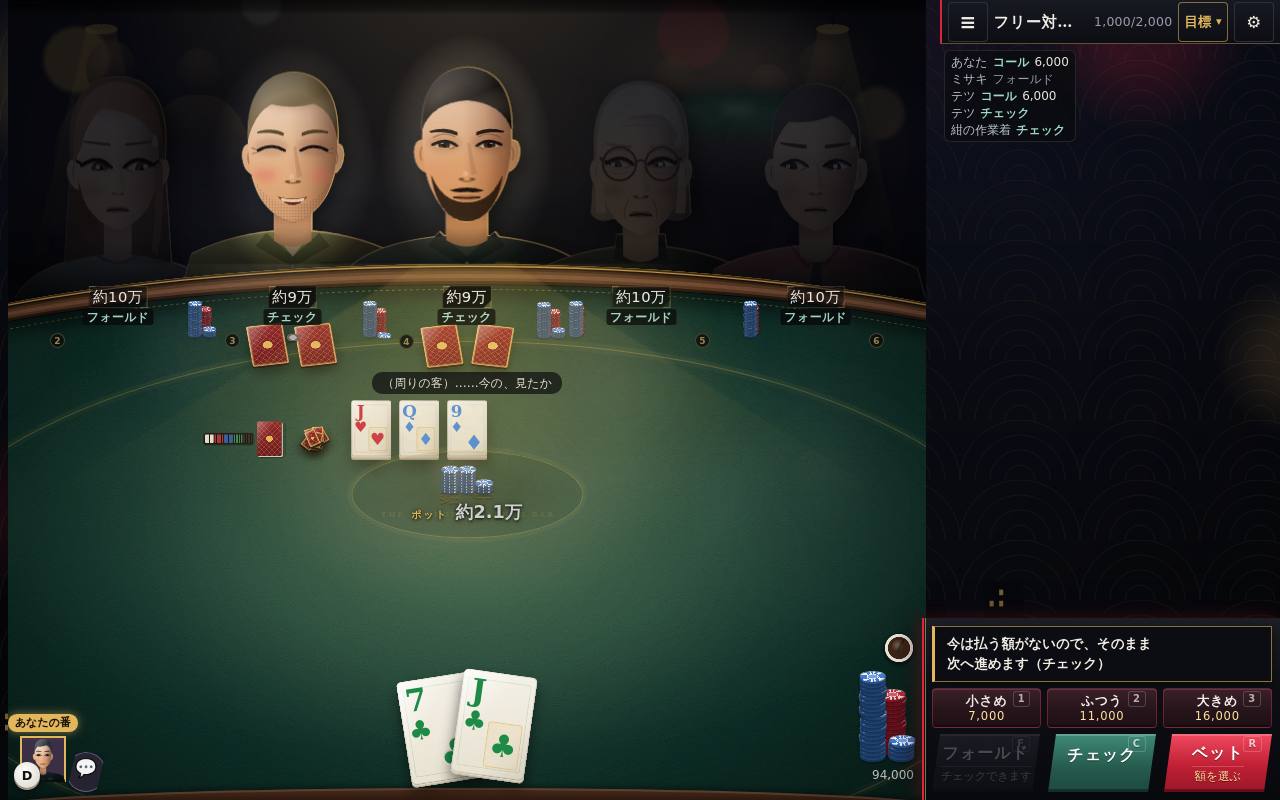 フリー対…
1,000/2,000
目標▼
あなた コール 6,000
ミサキ フォールド
テツ コール 6,000
テツ チェック
紺の作業着 チェック
約10万
フォールド
約9万
チェック
約9万
チェック
約10万
フォールド
約10万
フォールド
2
3
4
5
6
（周りの客）……今の、見たか
J
Q
9
ポット 約2.1万
7
J
94,000
あなたの番
D
今は払う額がないので、そのまま
次へ進めます（チェック）
小さめ 1
7,000
ふつう 2
11,000
大きめ 3
16,000
フォールド F
チェックできます
チェック C
ベット R
額を選ぶ